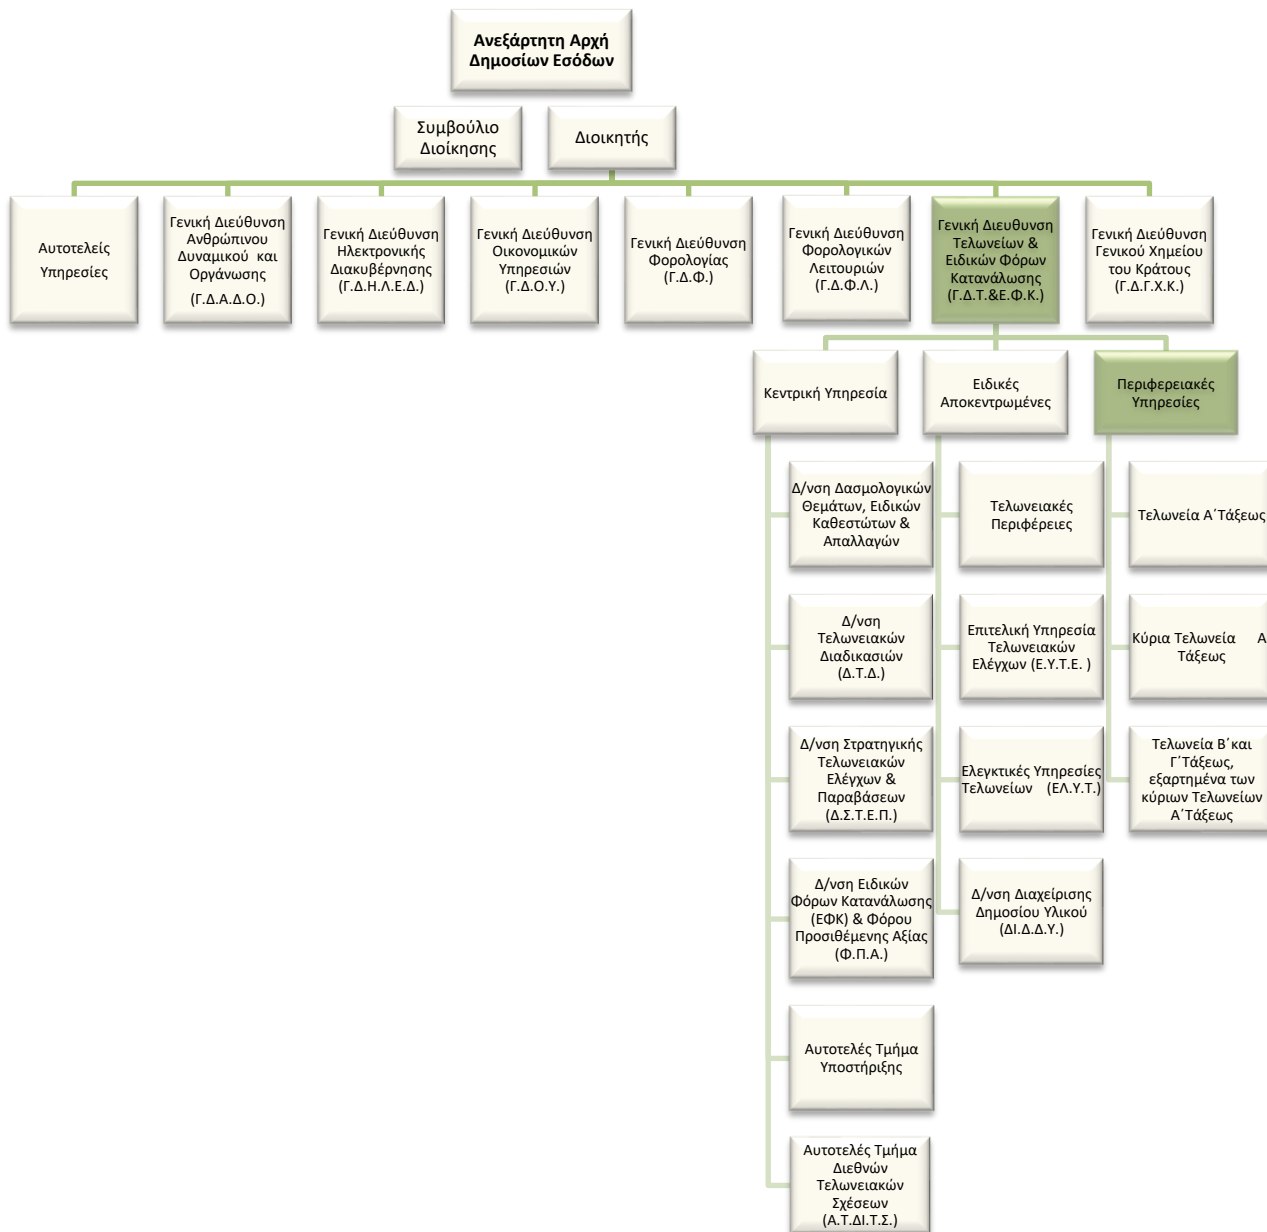 Ανεξάρτητη Αρχή
Δημοσίων Εσόδων
Συμβούλιο
Διοίκησης
Διοικητής
Αυτοτελείς
Υπηρεσίες
Γενική Διεύθυνση
Ανθρώπινου
Δυναμικού και
Οργάνωσης
(Γ.Δ.Α.Δ.Ο.)
Γενική Διεύθυνση
Ηλεκτρονικής
Διακυβέρνησης
(Γ.Δ.Η.Λ.Ε.Δ.)
Γενική Διεύθυνση
Οικονομικών
Υπηρεσιών
(Γ.Δ.Ο.Υ.)
Γενική Διεύθυνση
Φορολογίας
(Γ.Δ.Φ.)
Γενική Διεύθυνση
Φορολογικών
Λειτουριών
(Γ.Δ.Φ.Λ.)
Γενική Διευθυνση
Τελωνείων &
Ειδικών Φόρων
Κατανάλωσης
(Γ.Δ.Τ.&Ε.Φ.Κ.)
Γενική Διεύθυνση
Γενικού Χημείου
του Κράτους
(Γ.Δ.Γ.Χ.Κ.)
Κεντρική Υπηρεσία
Ειδικές
Αποκεντρωμένες
Περιφερειακές
Υπηρεσίες
Δ/νση Δασμολογικών
Θεμάτων, Ειδικών
Καθεστώτων &
Απαλλαγών
Δ/νση
Τελωνειακών
Διαδικασιών
(Δ.Τ.Δ.)
Δ/νση Στρατηγικής
Τελωνειακών
Ελέγχων &
Παραβάσεων
(Δ.Σ.Τ.Ε.Π.)
Δ/νση Ειδικών
Φόρων Κατανάλωσης
(ΕΦΚ) & Φόρου
Προσιθέμενης Αξίας
(Φ.Π.Α.)
Αυτοτελές Τμήμα
Υποστήριξης
Αυτοτελές Τμήμα
Διεθνών
Τελωνειακών
Σχέσεων
(Α.Τ.ΔΙ.Τ.Σ.)
Τελωνειακές
Περιφέρειες
Επιτελική Υπηρεσία
Τελωνειακών
Ελέγχων (Ε.Υ.Τ.Ε. )
Ελεγκτικές Υπηρεσίες
Τελωνείων (ΕΛ.Υ.Τ.)
Δ/νση Διαχείρισης
Δημοσίου Υλικού
(ΔΙ.Δ.Δ.Υ.)
Τελωνεία Α΄Τάξεως
Κύρια Τελωνεία Α
Τάξεως
Τελωνεία Β΄και
Γ΄Τάξεως,
εξαρτημένα των
κύριων Τελωνείων
Α΄Τάξεως